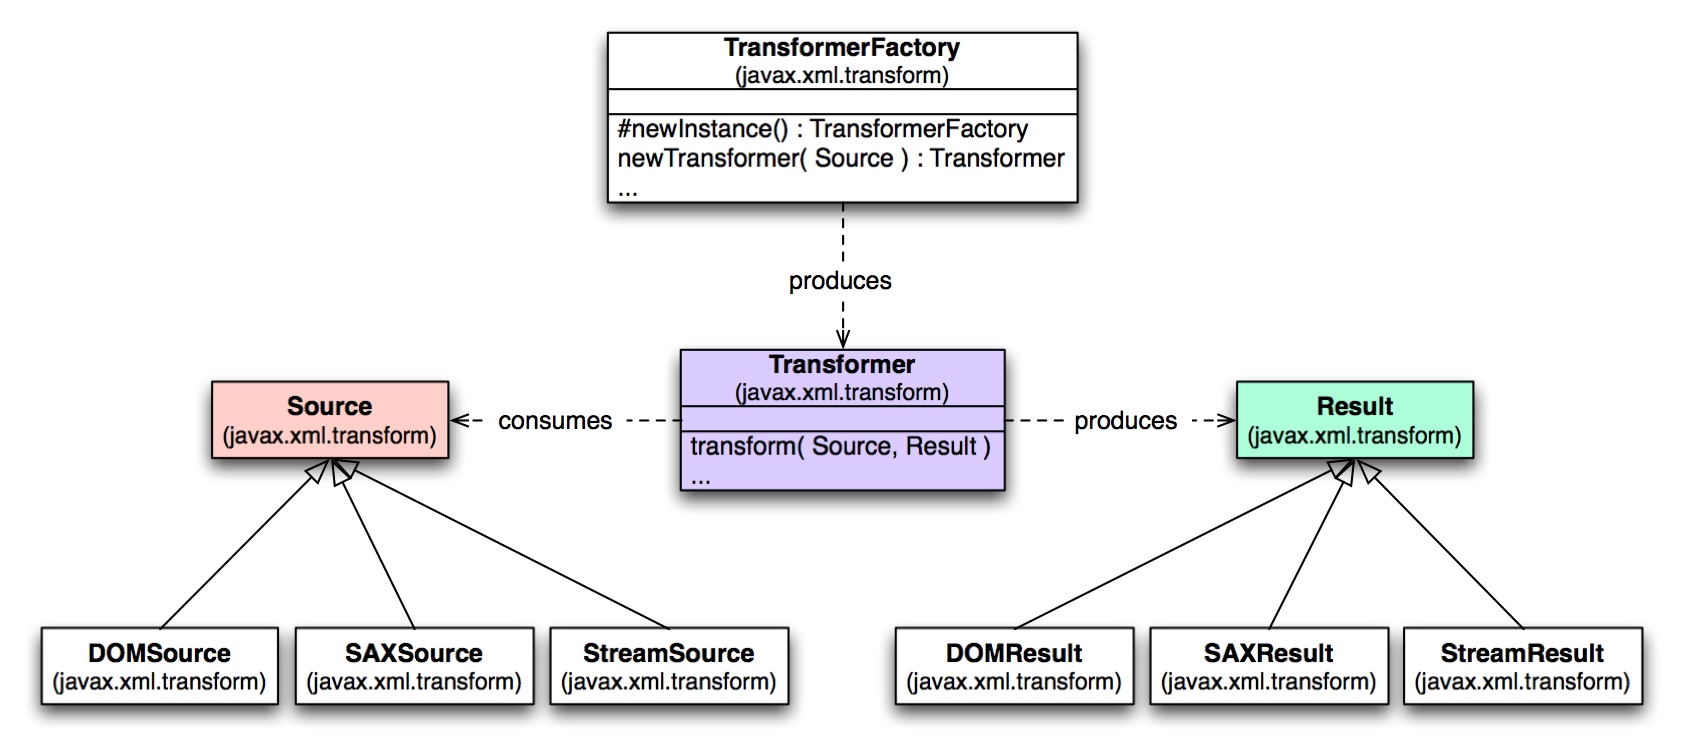 TransformerFactory
(javax.xml.transform)
#newInstance() : TransformerFactory
newTransformer( Source ) : Transformer
...
produces
Transformer
(javax.xml.transform)
transform( Source, Result )
...
Source
(javax.xml.transform)
consumes
produces
Result
(javax.xml.transform)
DOMSource
(javax.xml.transform)
SAXSource
(javax.xml.transform)
StreamSource
(javax.xml.transform)
DOMResult
(javax.xml.transform)
SAXResult
(javax.xml.transform)
StreamResult
(javax.xml.transform)